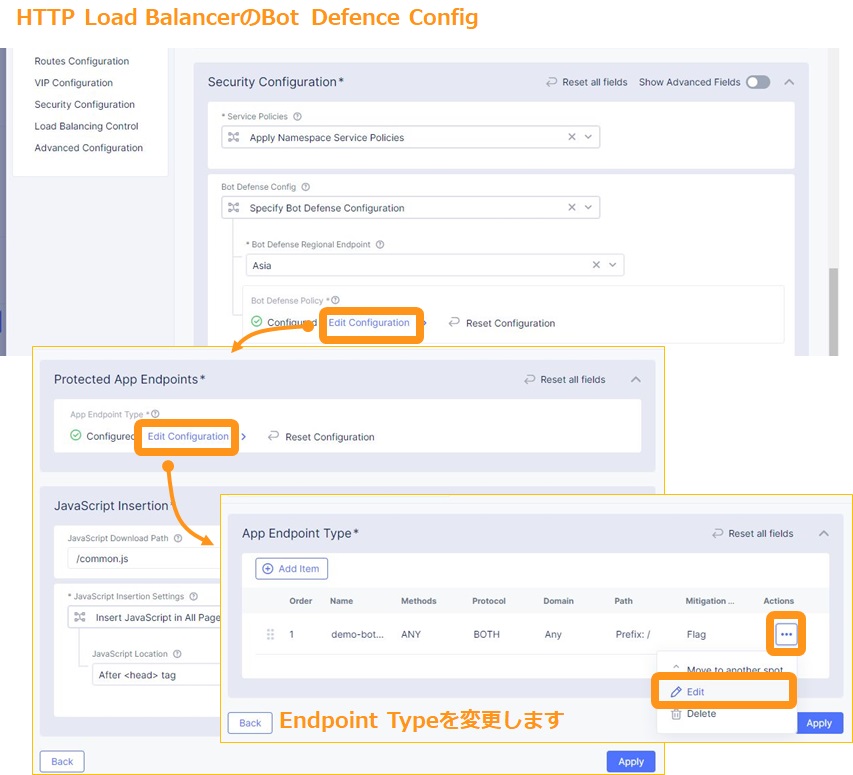 HTTP Load BalancerのBot Defence Config
Routes Configuration
VIP Configuration
Security Configuration
Load Balancing Control
Advanced Configuration
Security Configuration*
Reset all fields
Show Advanced Fields
* Service Policies
Apply Namespace Service Policies
Bot Defense Config
Specify Bot Defense Configuration
* Bot Defense Regional Endpoint
Asia
Bot Defense Policy *
Configured
Edit Configuration
Reset Configuration
Protected App Endpoints*
Reset all fields
App Endpoint Type *
Configured
Edit Configuration
Reset Configuration
JavaScript Insertion
JavaScript Download Path
/common.js
* JavaScript Insertion Settings
Insert JavaScript in All Page
JavaScript Location
After <head> tag
App Endpoint Type*
Reset all fields
Add Item
Order Name Methods Protocol Domain Path Mitigation ... Actions
1 demo-bot... ANY BOTH Any Prefix: / Flag
Move to another spot
Edit
Delete
Back
Endpoint Typeを変更します
Apply
Back
Apply